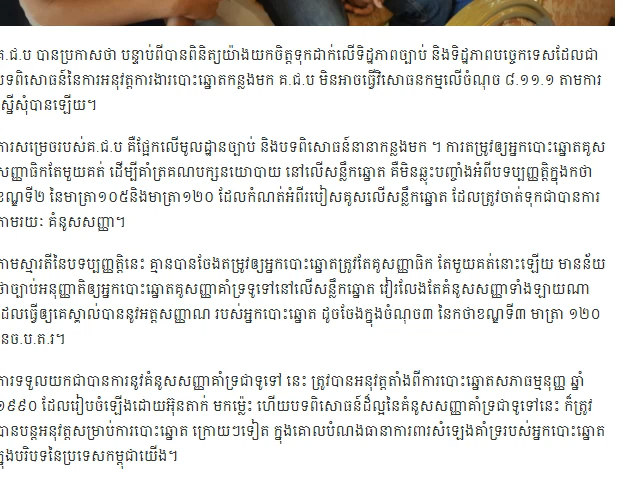 គ.ជ.ប បានប្រកាសថា បន្ទាប់ពីបានពិនិត្យយ៉ាងយកចិត្តទុកដាក់លើទិដ្ឋភាពច្បាប់ និងទិដ្ឋភាពបច្ចេកទេសដែលជា
បទពិសោធន៍នៃការអនុវត្តការងារបោះឆ្នោតកន្លងមក គ.ជ.ប មិនអាចធ្វើវិសោធនកម្មលើចំណុច ៨.១១.១ តាមការ
ស្នើសុំបានឡើយ។
ការសម្រេចរបស់គ.ជ.ប គឺផ្អែកលើមូលដ្ឋានច្បាប់ និងបទពិសោធន៍នានាកន្លងមក ។ ការតម្រូវឲ្យអ្នកបោះឆ្នោតគូស
សញ្ញាធិកតែមួយគត់ ដើម្បីគាំត្រគណបក្សនយោបាយ នៅលើសន្លឹកឆ្នោត គឺមិនឆ្លុះបញ្ចាំងអំពីបទប្បញ្ញត្តិក្នុងកថា
ខណ្ឌទី២ នៃមាត្រា១០៥និងមាត្រា១២០ ដែលកំណត់អំពីរបៀសគូសលើសន្លឹកឆ្នោត ដែលត្រូវចាត់ទុកជាបានការ
តាមរយៈ គំនូសសញ្ញា។
តាមស្មារតីនៃបទប្បញ្ញត្តិនេះ គ្មានបានចែងតម្រូវឲ្យអ្នកបោះឆ្នោតត្រូវតែគូសញ្ញាធិក តែមួយគត់នោះឡើយ មានន័យ
ថាច្បាប់អនុញ្ញាតិឲ្យអ្នកបោះឆ្នោតគូសសញ្ញាគាំទ្រទូទៅនៅលើសន្លឹកឆ្នោត វៀរលែងតែគំនូសសញ្ញាទាំងឡាយណា
ដែលធ្វើឲ្យគេស្គាល់បាននូវអត្តសញ្ញាណ របស់អ្នកបោះឆ្នោត ដូចចែងក្នុងចំណុច៣ នៃកថាខណ្ឌទី៣ មាត្រា ១២០
នៃច.ប.ត.រ។
ការទទួលយកជាបានការនូវគំនូសសញ្ញាគាំទ្រជាទូទៅ នេះ ត្រូវបានអនុវត្តតាំងពីការបោះឆ្នោតសភាធម្មនុញ្ញ ឆ្នាំ
១៩៩០ ដែលរៀបចំឡើងដោយអ៊ុនតាក់ មកម្ល៉េះ ហើយបទពិសោធន៍ដ៏ល្អនៃគំនូសសញ្ញាគាំទ្រជាទូទៅនេះ ក៏ត្រូវ
បានបន្តអនុវត្តសម្រាប់ការបោះឆ្នោត ក្រោយៗទៀត ក្នុងគោលបំណងធានាការពារសំឡេងគាំទ្ររបស់អ្នកបោះឆ្នោត
ក្នុងបរិបទនៃប្រទេសកម្ពុជាយើង។